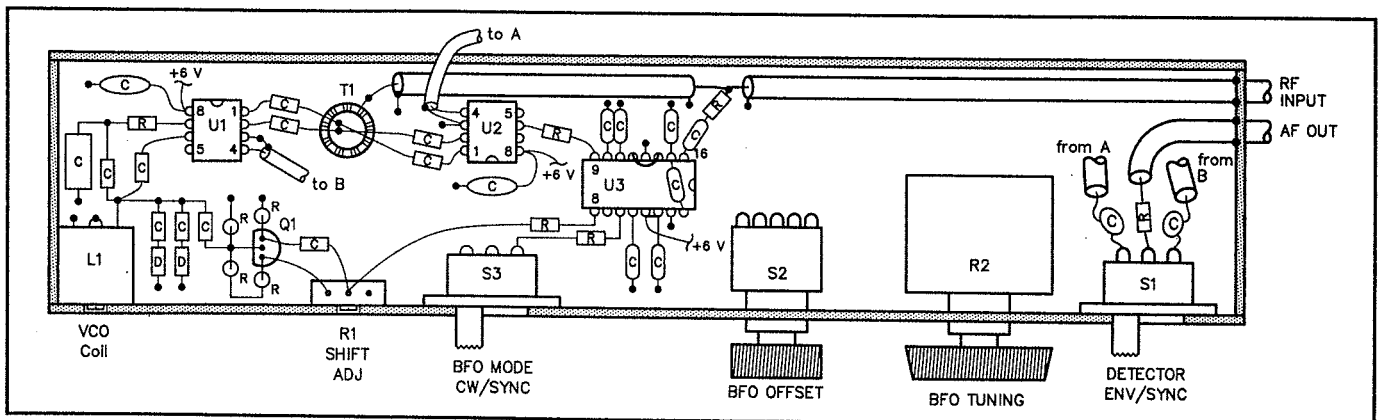 to A
+6 V
C
T1
RF
INPUT
8
1
C
4
5
R
R
U1
C
U2
R
C
C
C
C
AF OUT
C
C
5
4
C
1
8
16
from A
from
B
C
to B
C
+6 V
9
U3
C
8
C
C
C
C
R
Q1
R
R
+6 V
C
R
C
L1
C
S2
R2
S1
D
D
R
R
S3
C
C
VCO
Coil
R1
SHIFT
ADJ
BFO MODE
CW/SYNC
BFO OFFSET
BFO TUNING
DETECTOR
ENV/SYNC